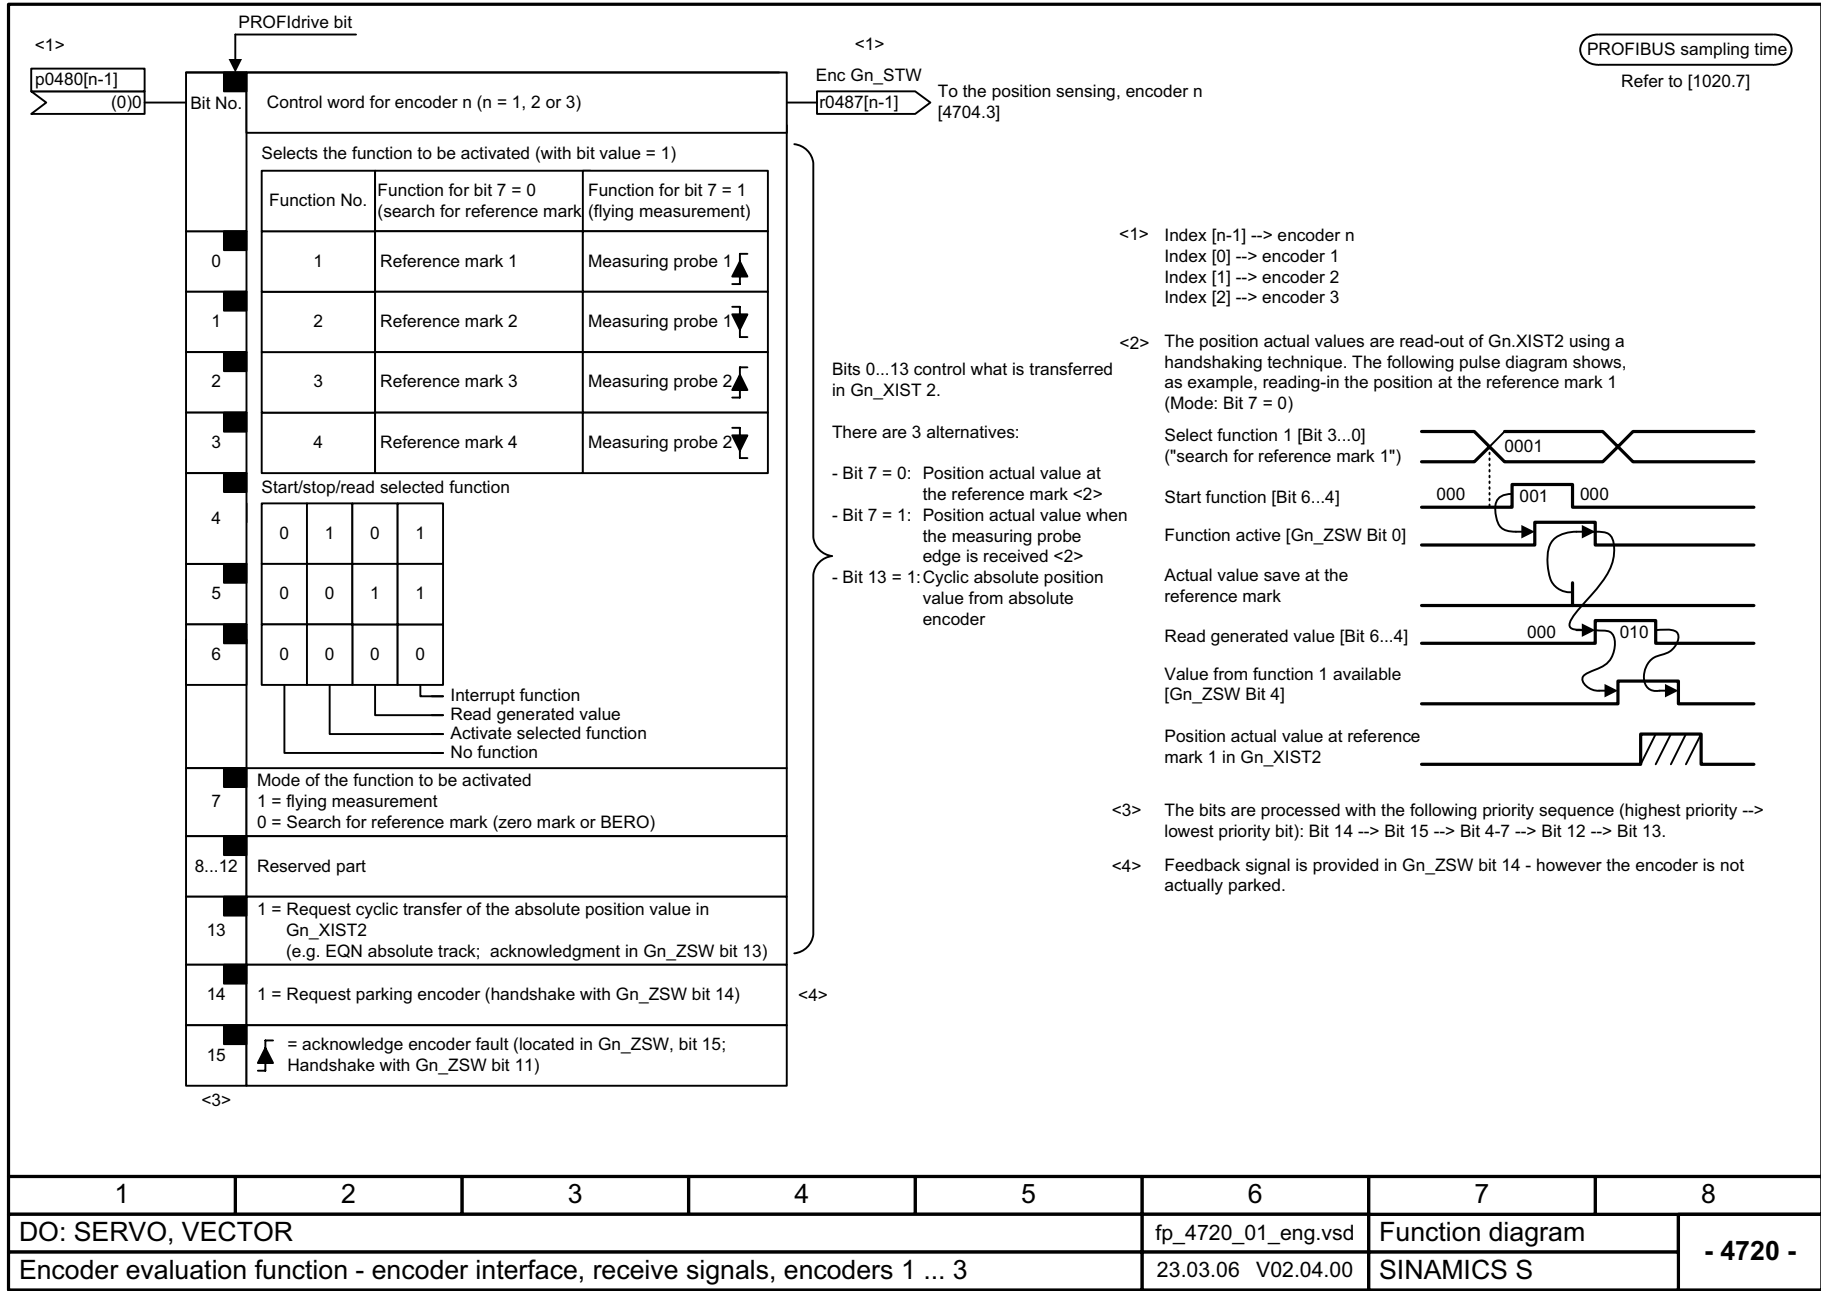 PROFIdrive bit
<1>
p0480[n-1]
(0)0
Bit No.
Control word for encoder n (n = 1, 2 or 3)
<1>
Enc Gn_STW
r0487[n-1]
To the position sensing, encoder n
[4704.3]
PROFIBUS sampling time
Refer to [1020.7]
Selects the function to be activated (with bit value = 1)
Function No.
Function for bit 7 = 0
(search for reference mark
Function for bit 7 = 1
(flying measurement)
0
1
Reference mark 1
Measuring probe 1
1
2
Reference mark 2
Measuring probe 1
2
3
Reference mark 3
Measuring probe 2
3
4
Reference mark 4
Measuring probe 2
Start/stop/read selected function
4
0 1 0 1
5
0 0 1 1
6
0 0 0 0
Interrupt function
Read generated value
Activate selected function
No function
7
Mode of the function to be activated
1 = flying measurement
0 = Search for reference mark (zero mark or BERO)
8...12
Reserved part
13
1 = Request cyclic transfer of the absolute position value in
Gn_XIST2
(e.g. EQN absolute track; acknowledgment in Gn_ZSW bit 13)
14
1 = Request parking encoder (handshake with Gn_ZSW bit 14)
<4>
15
= acknowledge encoder fault (located in Gn_ZSW, bit 15;
Handshake with Gn_ZSW bit 11)
<3>
Bits 0...13 control what is transferred
in Gn_XIST 2.
There are 3 alternatives:
- Bit 7 = 0: Position actual value at
the reference mark <2>
- Bit 7 = 1: Position actual value when
the measuring probe
edge is received <2>
- Bit 13 = 1: Cyclic absolute position
value from absolute
encoder
<1> Index [n-1] --> encoder n
Index [0] --> encoder 1
Index [1] --> encoder 2
Index [2] --> encoder 3
<2> The position actual values are read-out of Gn.XIST2 using a
handshaking technique. The following pulse diagram shows,
as example, reading-in the position at the reference mark 1
(Mode: Bit 7 = 0)
Select function 1 [Bit 3...0]
("search for reference mark 1")
0001
Start function [Bit 6...4]
000 001 000
Function active [Gn_ZSW Bit 0]
Actual value save at the
reference mark
Read generated value [Bit 6...4]
000 010
Value from function 1 available
[Gn_ZSW Bit 4]
Position actual value at reference
mark 1 in Gn_XIST2
<3> The bits are processed with the following priority sequence (highest priority -->
lowest priority bit): Bit 14 --> Bit 15 --> Bit 4-7 --> Bit 12 --> Bit 13.
<4> Feedback signal is provided in Gn_ZSW bit 14 - however the encoder is not
actually parked.
1 2 3 4 5 6 7 8
DO: SERVO, VECTOR
fp_4720_01_eng.vsd
Function diagram
- 4720 -
Encoder evaluation function - encoder interface, receive signals, encoders 1 ... 3
23.03.06 V02.04.00
SINAMICS S